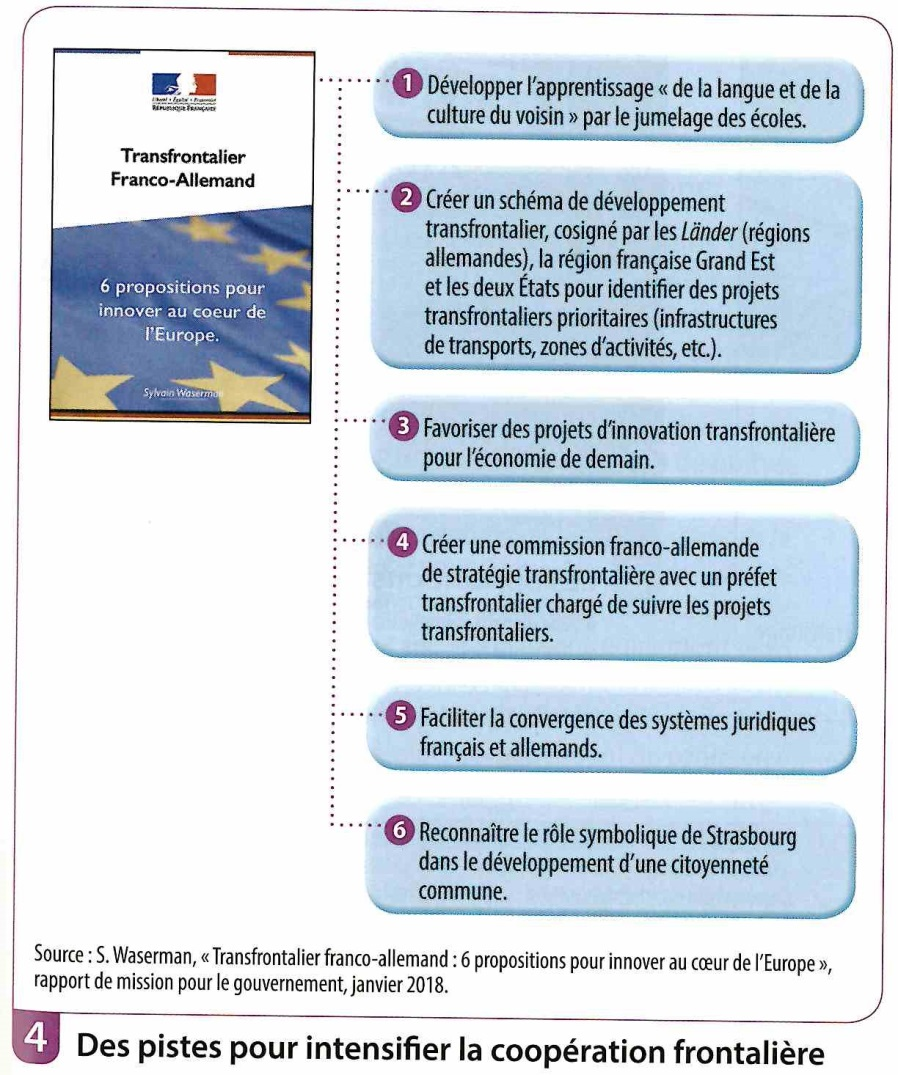 Liberté • Égalité • Fraternité
RÉPUBLIQUE FRANÇAISE
Transfrontalier
Franco-Allemand
6 propositions pour
innover au coeur de
l'Europe.
Sylvain Waserman
1 Développer l'apprentissage « de la langue et de la
culture du voisin » par le jumelage des écoles.
2 Créer un schéma de développement
transfrontalier, cosigné par les Länder (régions
allemandes), la région française Grand Est
et les deux États pour identifier des projets
transfrontaliers prioritaires (infrastructures
de transports, zones d'activités, etc.).
3 Favoriser des projets d'innovation transfrontalière
pour l'économie de demain.
4 Créer une commission franco-allemande
de stratégie transfrontalière avec un préfet
transfrontalier chargé de suivre les projets
transfrontaliers.
5 Faciliter la convergence des systèmes juridiques
français et allemands.
6 Reconnaître le rôle symbolique de Strasbourg
dans le développement d'une citoyenneté
commune.
Source : S. Waserman, « Transfrontalier franco-allemand : 6 propositions pour innover au cœur de l'Europe »,
rapport de mission pour le gouvernement, janvier 2018.
4 Des pistes pour intensifier la coopération frontalière